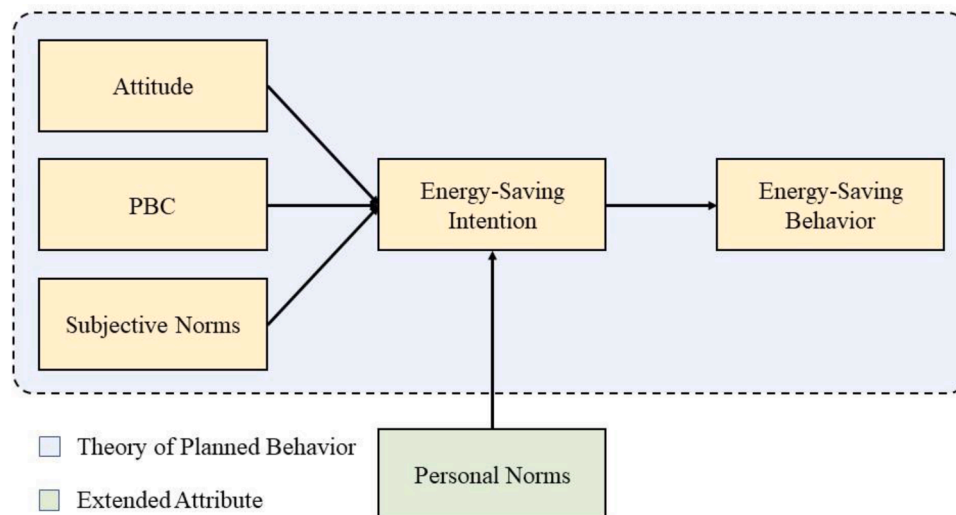 Attitude
PBC
Subjective Norms
Energy-Saving
Intention
Energy-Saving
Behavior
Personal Norms
Theory of Planned Behavior
Extended Attribute